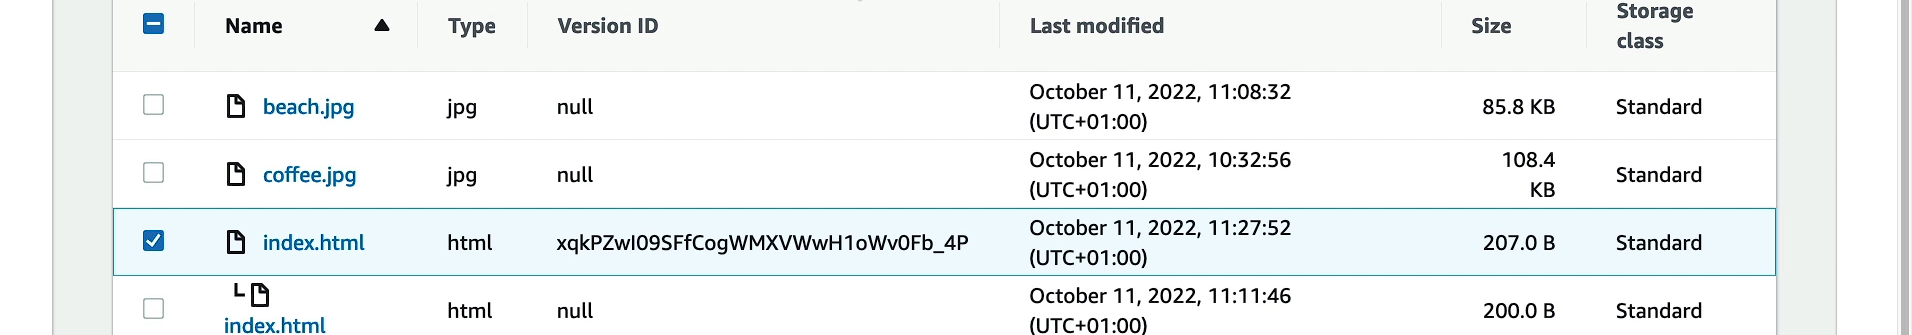 Name Type Version ID Last modified Size Storage class
beach.jpg jpg null October 11, 2022, 11:08:32 (UTC+01:00) 85.8 KB Standard
coffee.jpg jpg null October 11, 2022, 10:32:56 (UTC+01:00) 108.4 KB Standard
index.html html xqkPZwI09SFfCogWMXVWwH1oWv0Fb_4P October 11, 2022, 11:27:52 (UTC+01:00) 207.0 B Standard
index.html html null October 11, 2022, 11:11:46 (UTC+01:00) 200.0 B Standard